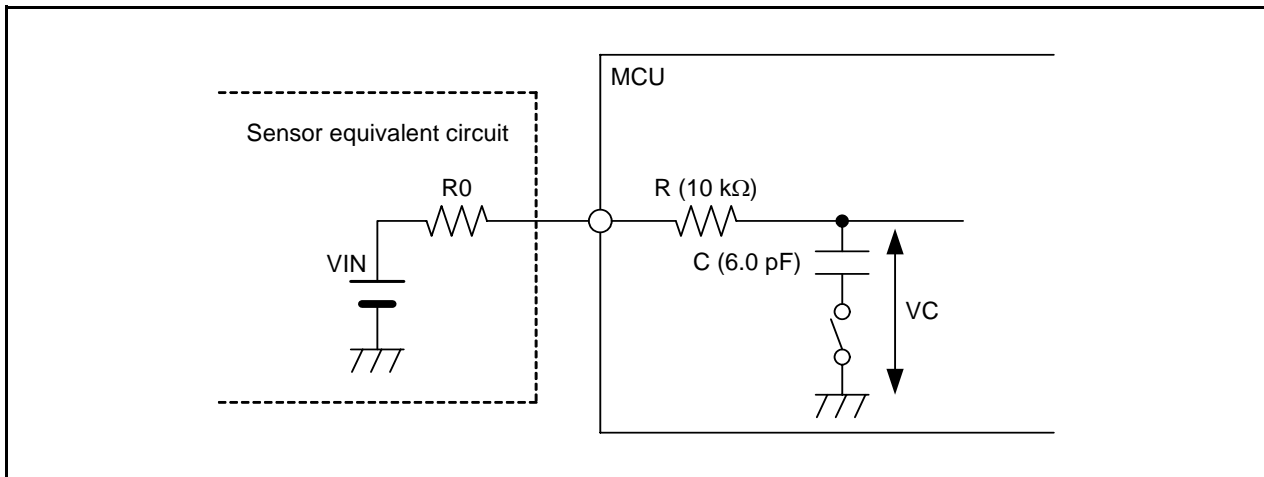 MCU
Sensor equivalent circuit
R0
R (10 kΩ)
VIN
C (6.0 pF)
VC